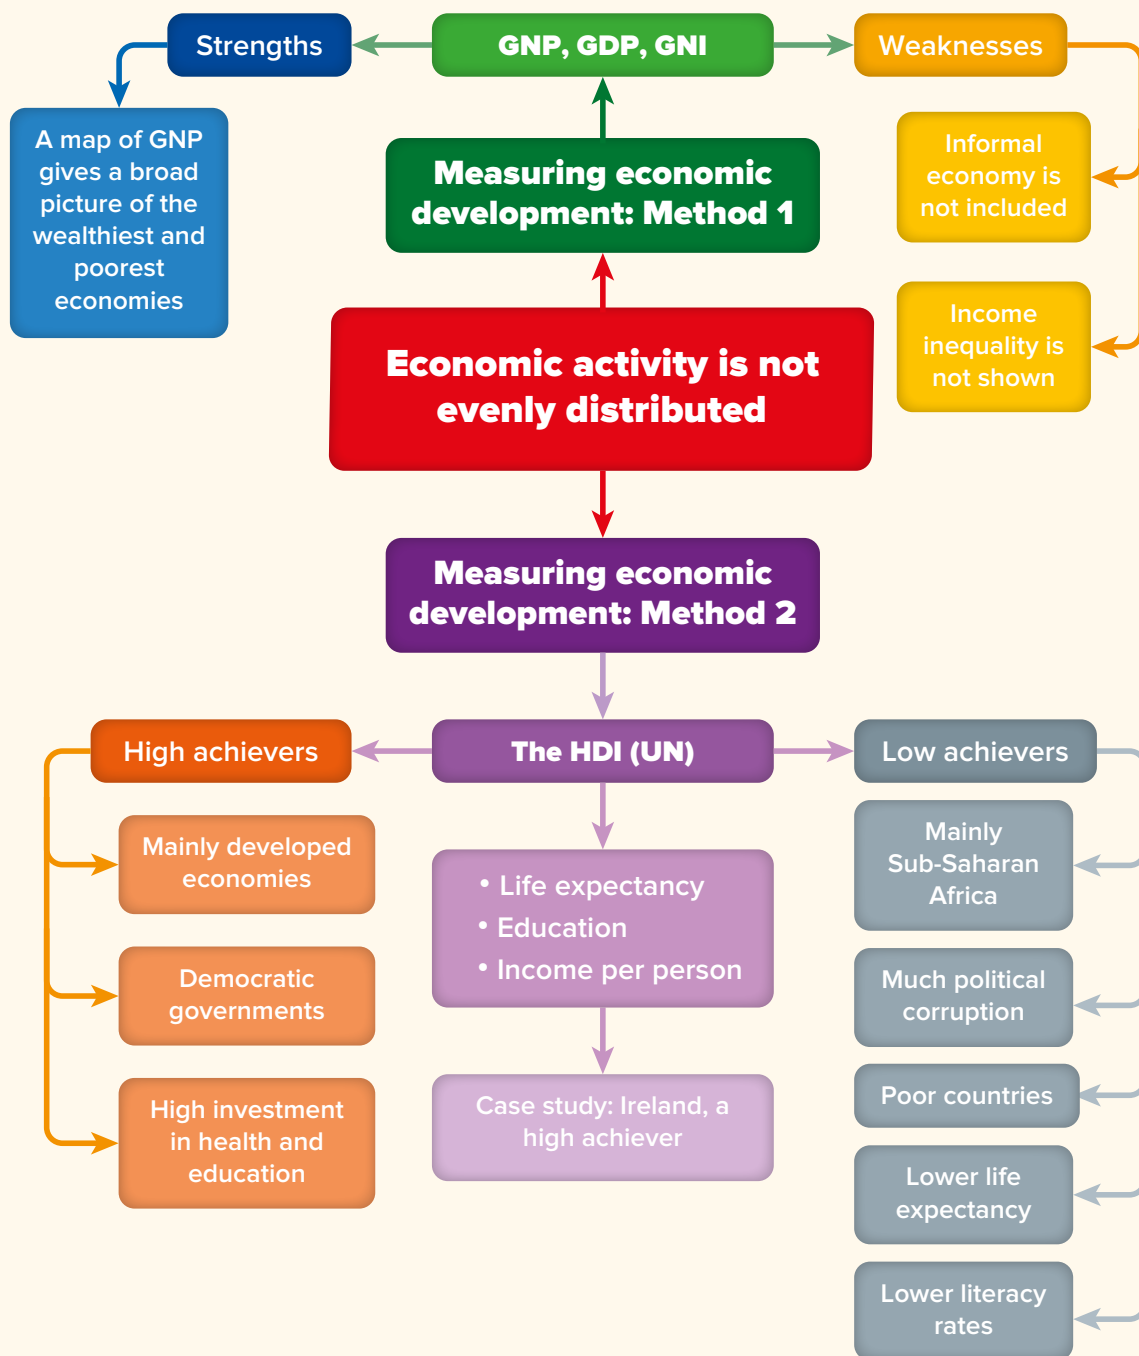 Strengths
GNP, GDP, GNI
Weaknesses
A map of GNP
gives a broad
picture of the
wealthiest and
poorest
economies
Measuring economic
development: Method 1
Informal
economy is
not included
Income
inequality is
not shown
Economic activity is not
evenly distributed
Measuring economic
development: Method 2
High achievers
The HDI (UN)
Low achievers
Mainly developed
economies
Democratic
governments
High investment
in health and
education
• Life expectancy
• Education
• Income per person
Case study: Ireland, a
high achiever
Mainly
Sub-Saharan
Africa
Much political
corruption
Poor countries
Lower life
expectancy
Lower literacy
rates